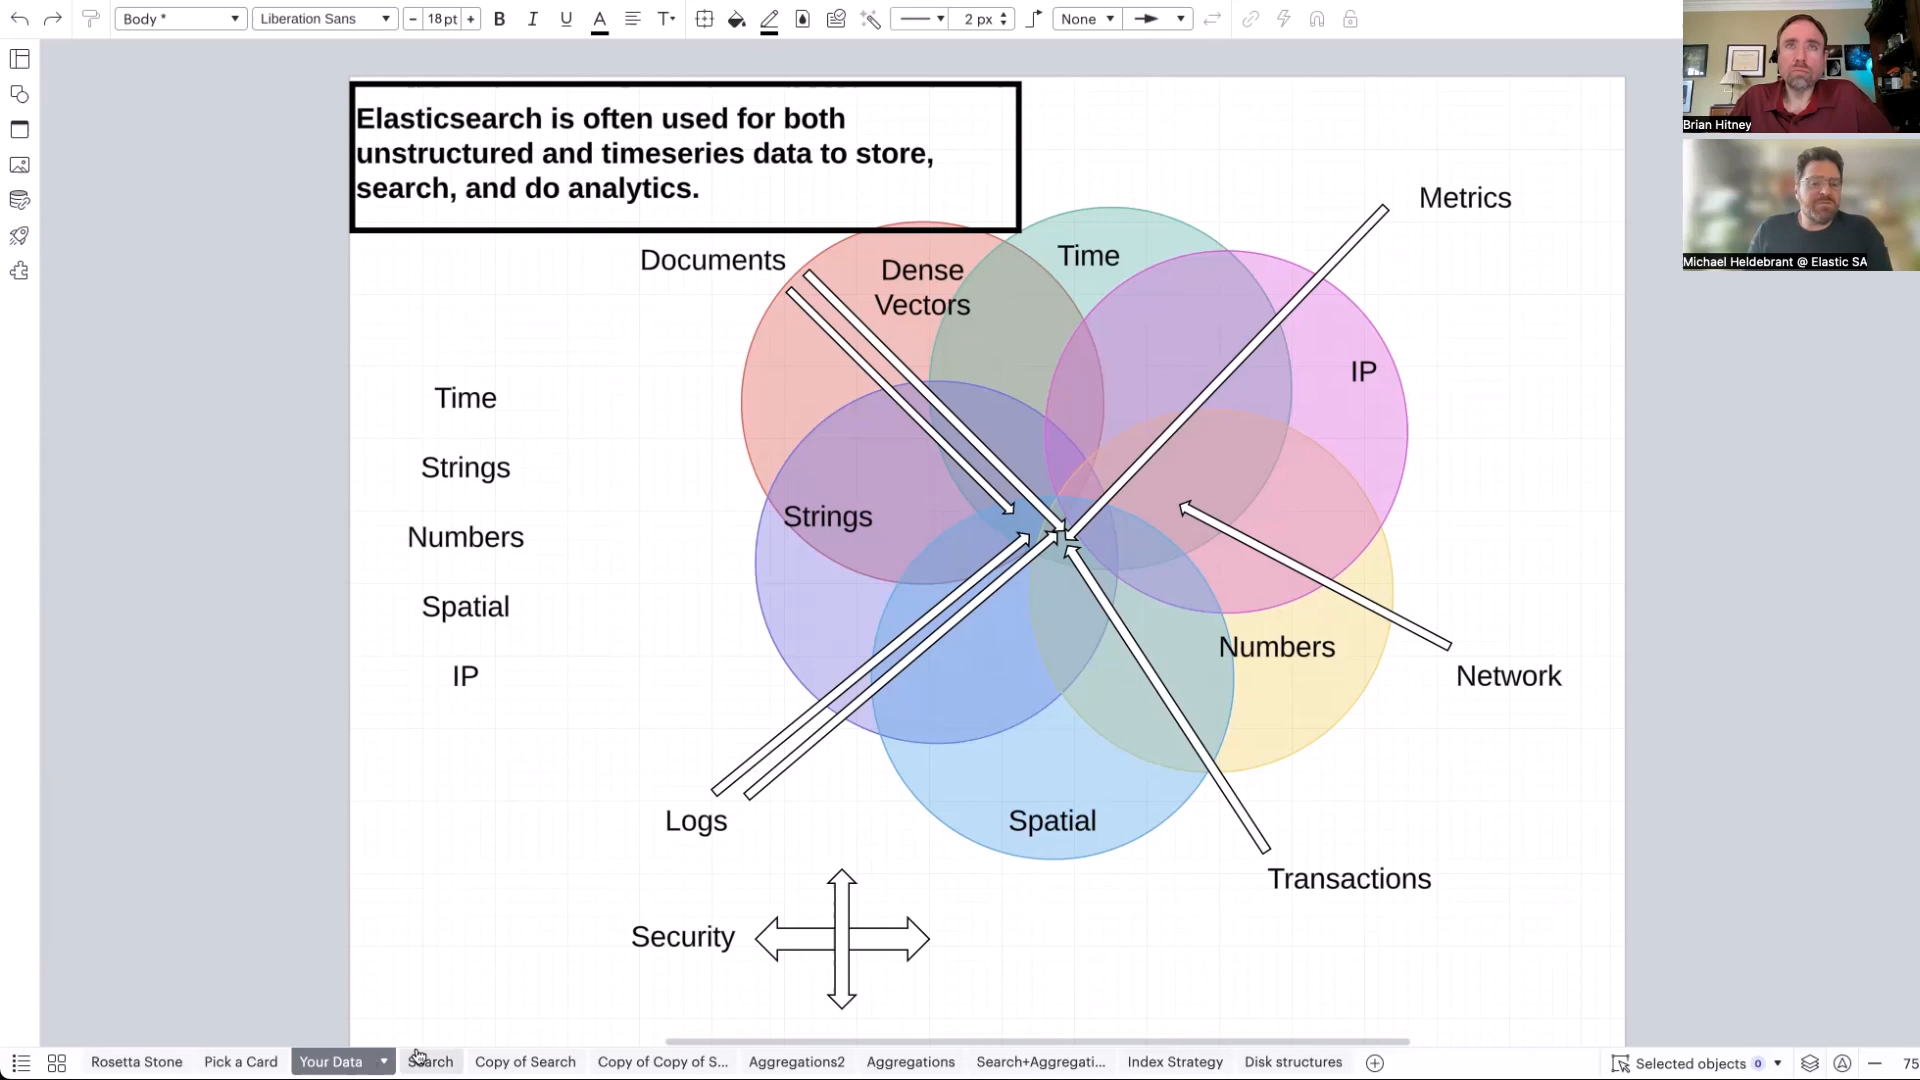 Body *
Liberation Sans
− 18 pt +
B I U A
2 px
None
Brian Hitney
Michael Heldebrant @ Elastic SA
Elasticsearch is often used for both
unstructured and timeseries data to store,
search, and do analytics.
Documents
Dense
Vectors
Time
Metrics
IP
Time
Strings
Numbers
Spatial
IP
Strings
Numbers
Network
Logs
Spatial
Transactions
Security
Rosetta Stone
Pick a Card
Your Data
Search
Copy of Search
Copy of Copy of S...
Aggregations2
Aggregations
Search+Aggregati...
Index Strategy
Disk structures
Selected objects 0
75